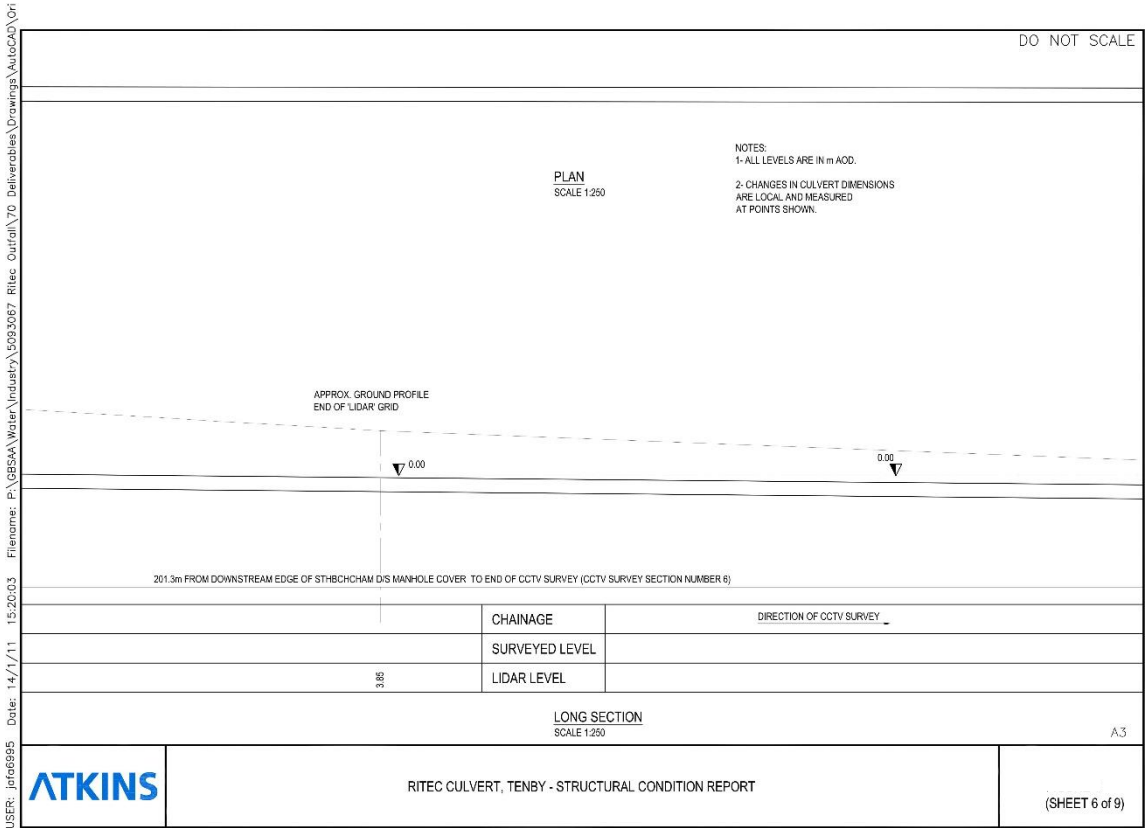 DO NOT SCALE
PLAN
SCALE 1:250
NOTES:
1- ALL LEVELS ARE IN m AOD.
2- CHANGES IN CULVERT DIMENSIONS
ARE LOCAL AND MEASURED
AT POINTS SHOWN.
APPROX. GROUND PROFILE
END OF 'LIDAR' GRID
0.00
0.00
201.3m FROM DOWNSTREAM EDGE OF STHBCHCHAM D/S MANHOLE COVER TO END OF CCTV SURVEY (CCTV SURVEY SECTION NUMBER 6)
CHAINAGE
DIRECTION OF CCTV SURVEY
SURVEYED LEVEL
3.85
LIDAR LEVEL
LONG SECTION
SCALE 1:250
A3
ATKINS
RITEC CULVERT, TENBY - STRUCTURAL CONDITION REPORT
(SHEET 6 of 9)
USER: jafa6995 Date: 14/1/11 15:20:03 Filename: P:\GBSAA\Water\Industry\5093067 Ritec Outfall\70 Deliverables\Drawings\AutoCAD\Ori